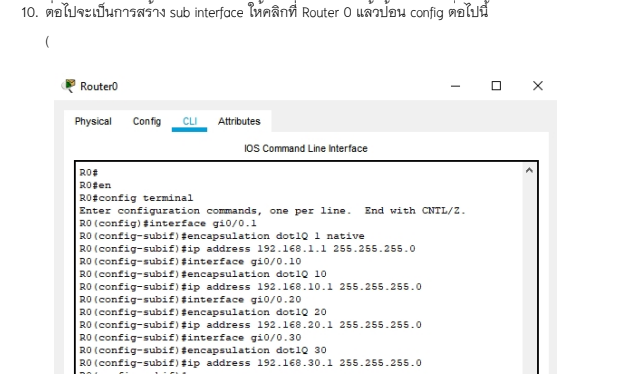 10. ต่อไปจะเป็นการสร้าง sub interface ให้คลิกที่ Router 0 แล้วป้อน config ต่อไปนี้
(
Router0
Physical Config CLI Attributes
IOS Command Line Interface
R0#
R0#en
R0#config terminal
Enter configuration commands, one per line. End with CNTL/Z.
R0(config)#interface gi0/0.1
R0(config-subif)#encapsulation dot1Q 1 native
R0(config-subif)#ip address 192.168.1.1 255.255.255.0
R0(config-subif)#interface gi0/0.10
R0(config-subif)#encapsulation dot1Q 10
R0(config-subif)#ip address 192.168.10.1 255.255.255.0
R0(config-subif)#interface gi0/0.20
R0(config-subif)#encapsulation dot1Q 20
R0(config-subif)#ip address 192.168.20.1 255.255.255.0
R0(config-subif)#interface gi0/0.30
R0(config-subif)#encapsulation dot1Q 30
R0(config-subif)#ip address 192.168.30.1 255.255.255.0